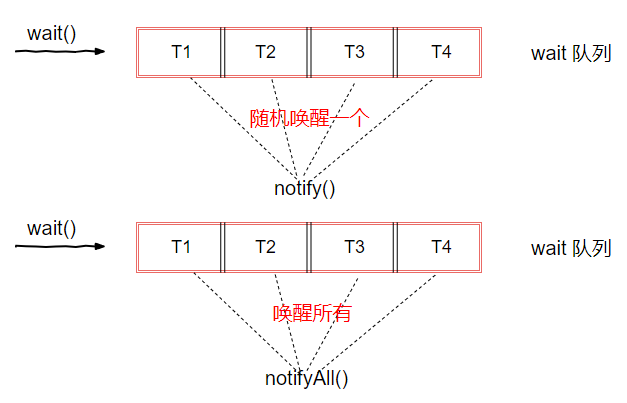 wait()
T1 T2 T3 T4 wait 队列
随机唤醒一个
notify()
wait()
T1 T2 T3 T4 wait 队列
唤醒所有
notifyAll()